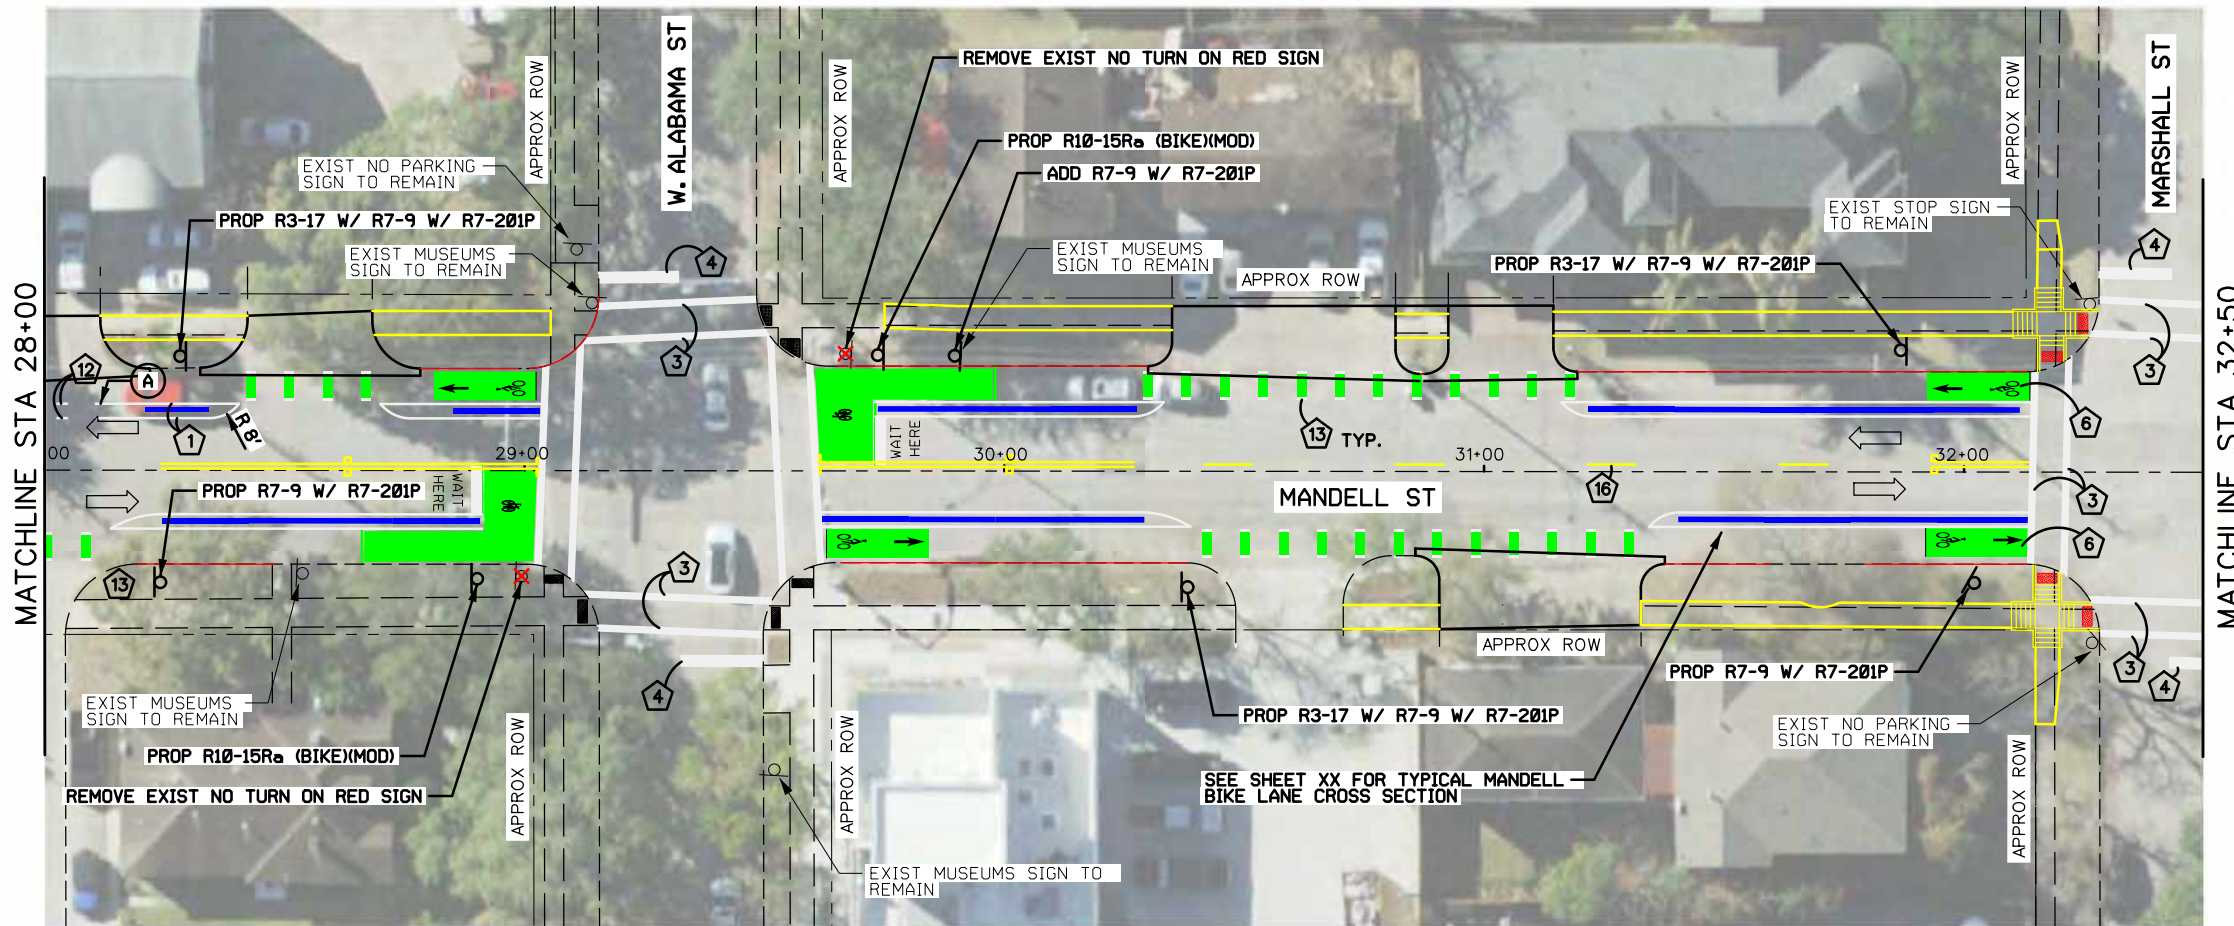 W. ALABAMA ST
MARSHALL ST
APPROX ROW
APPROX ROW
APPROX ROW
REMOVE EXIST NO TURN ON RED SIGN
PROP R10-15Ra (BIKE)(MOD)
ADD R7-9 W/ R7-201P
EXIST NO PARKING
SIGN TO REMAIN
PROP R3-17 W/ R7-9 W/ R7-201P
EXIST MUSEUMS
SIGN TO REMAIN
EXIST MUSEUMS
SIGN TO REMAIN
APPROX ROW
PROP R3-17 W/ R7-9 W/ R7-201P
EXIST STOP SIGN
TO REMAIN
4
4
3
3
MATCHLINE STA 28+00
MATCHLINE STA 32+50
12
A
1
R 8'
WAIT
HERE
13 TYP.
6
00
29+00
30+00
31+00
32+00
WAIT
HERE
PROP R7-9 W/ R7-201P
MANDELL ST
16
3
6
13
3
3
4
4
APPROX ROW
PROP R7-9 W/ R7-201P
EXIST MUSEUMS
SIGN TO REMAIN
PROP R3-17 W/ R7-9 W/ R7-201P
EXIST NO PARKING
SIGN TO REMAIN
PROP R10-15Ra (BIKE)(MOD)
REMOVE EXIST NO TURN ON RED SIGN
APPROX ROW
APPROX ROW
APPROX ROW
SEE SHEET XX FOR TYPICAL MANDELL
BIKE LANE CROSS SECTION
EXIST MUSEUMS SIGN TO
REMAIN